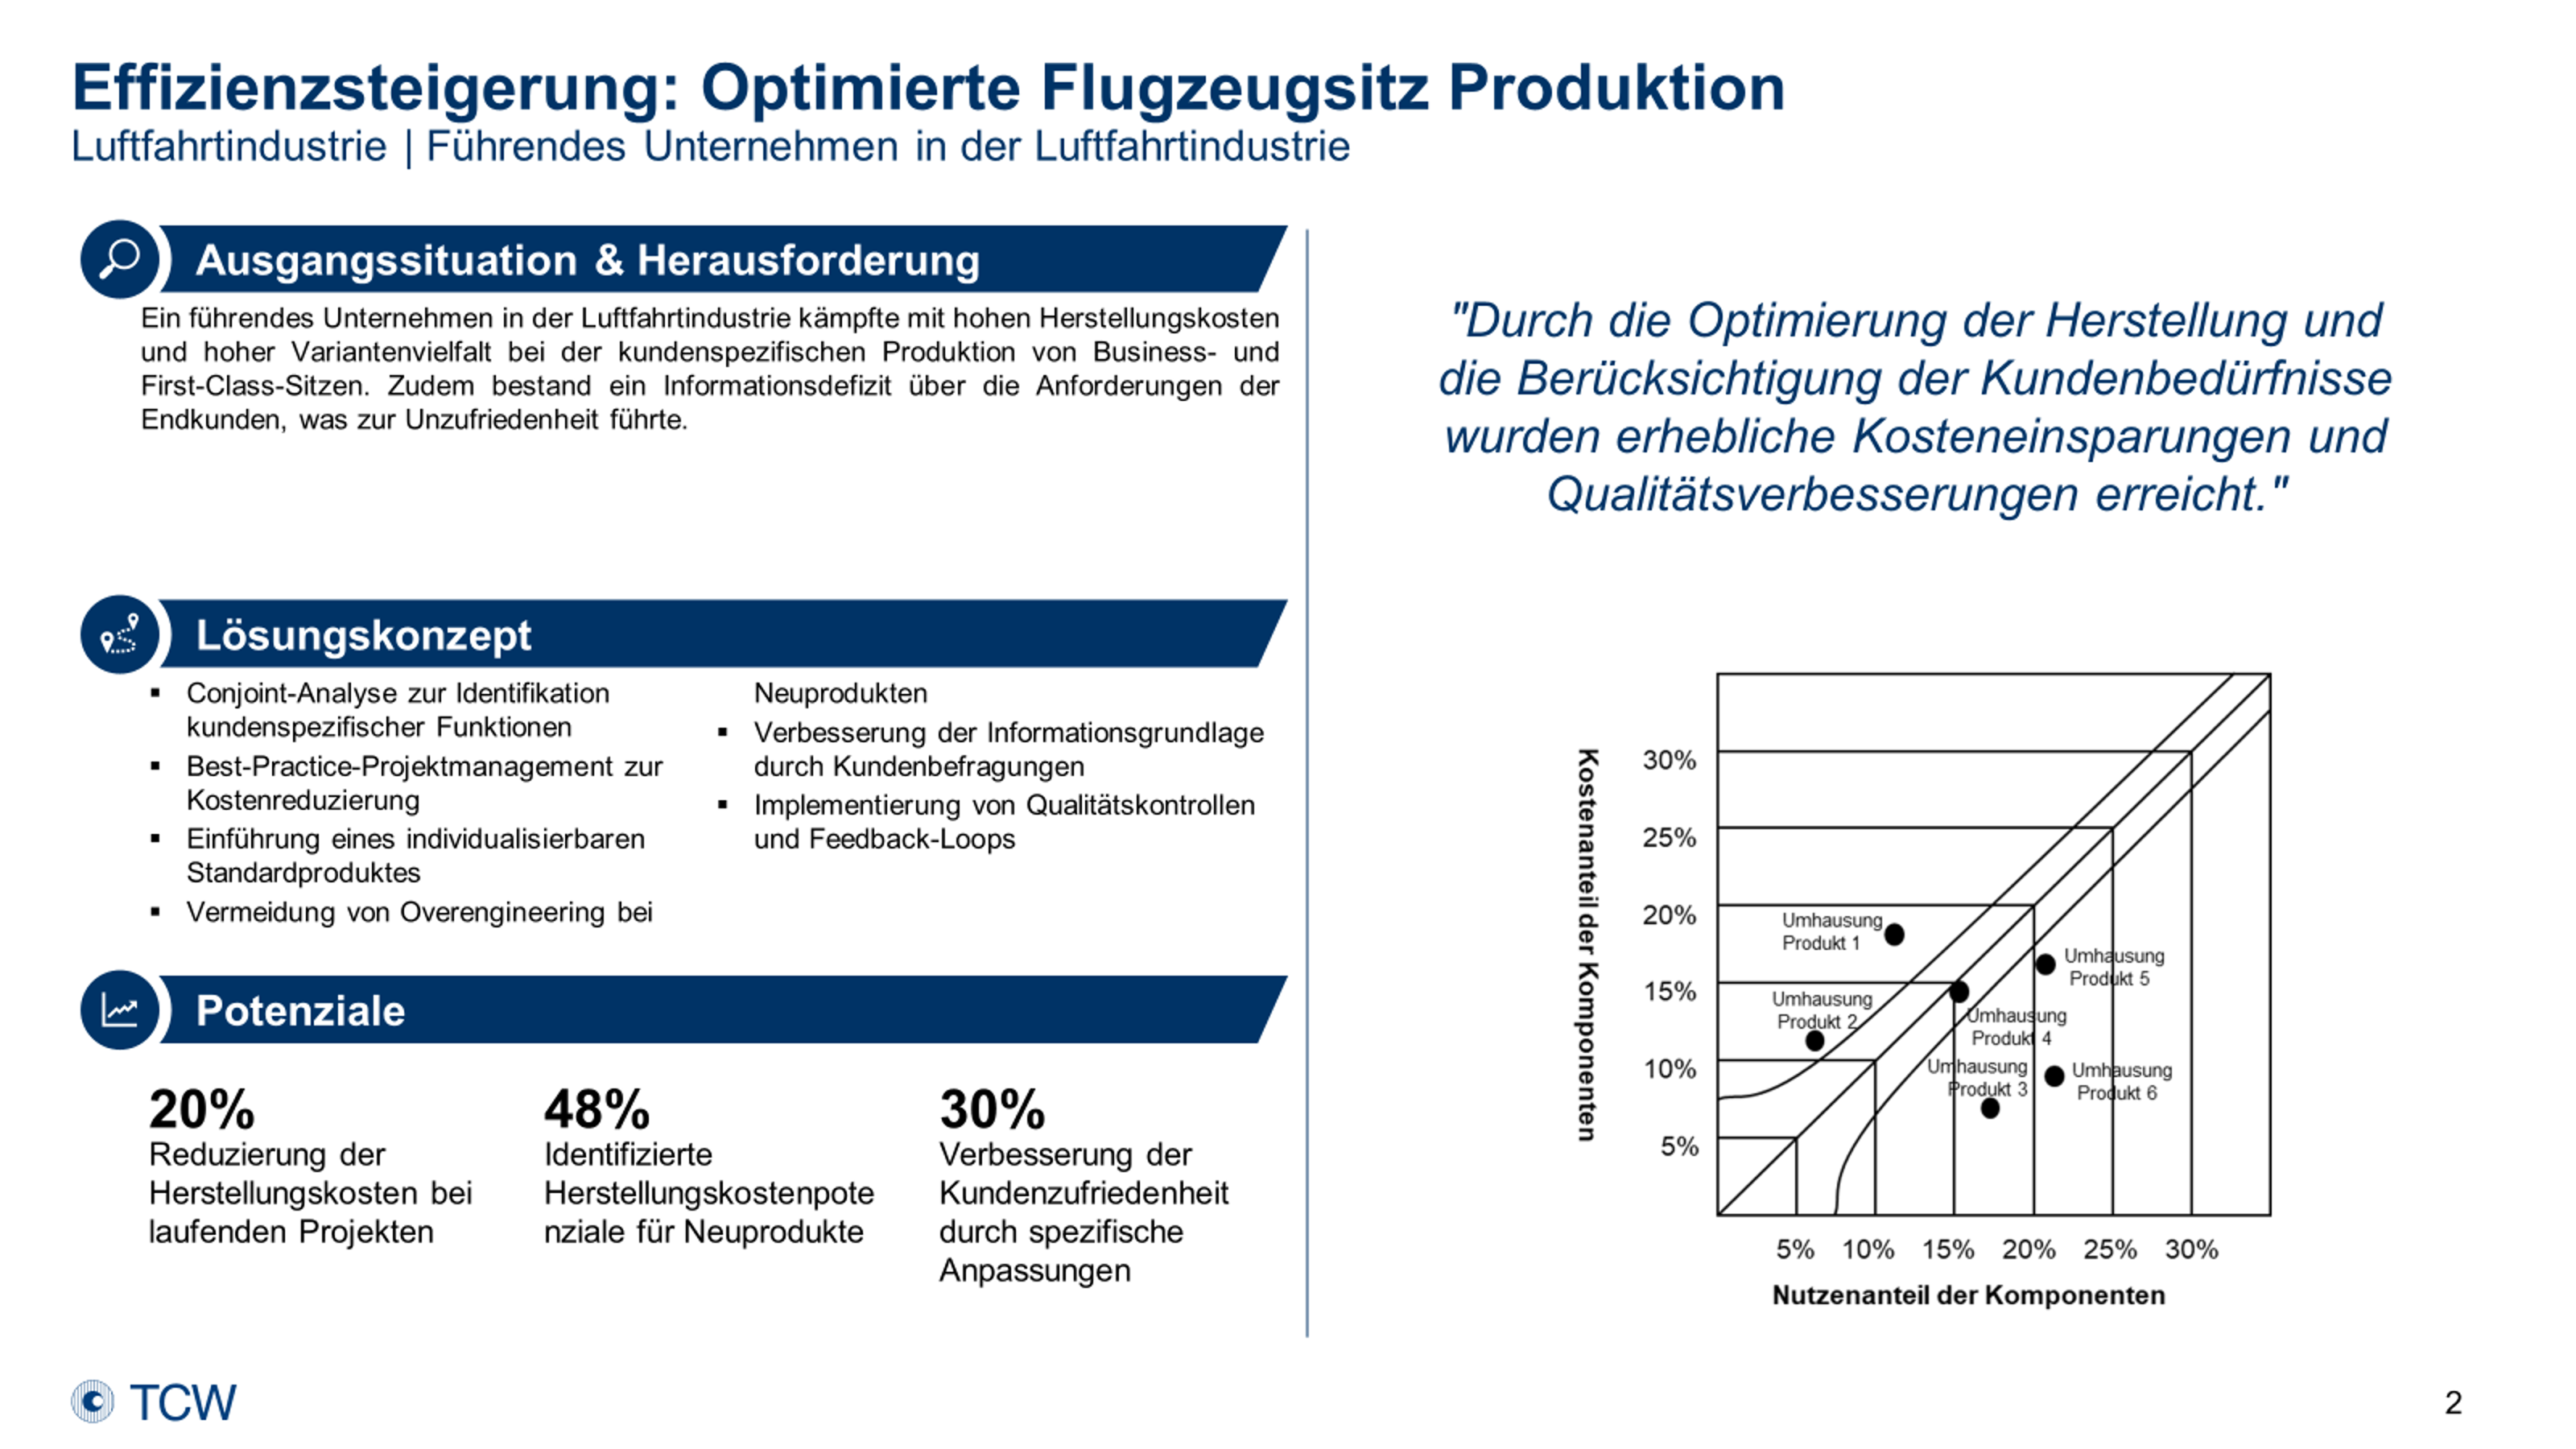 Effizienzsteigerung: Optimierte Flugzeugsitz Produktion
Luftfahrtindustrie | Führendes Unternehmen in der Luftfahrtindustrie
Ausgangssituation & Herausforderung
Ein führendes Unternehmen in der Luftfahrtindustrie kämpfte mit hohen Herstellungskosten
und hoher Variantenvielfalt bei der kundenspezifischen Produktion von Business- und
First-Class-Sitzen. Zudem bestand ein Informationsdefizit über die Anforderungen der
Endkunden, was zur Unzufriedenheit führte.
Lösungskonzept
▪ Conjoint-Analyse zur Identifikation
kundenspezifischer Funktionen
▪ Best-Practice-Projektmanagement zur
Kostenreduzierung
▪ Einführung eines individualisierbaren
Standardproduktes
▪ Vermeidung von Overengineering bei
Neuprodukten
▪ Verbesserung der Informationsgrundlage
durch Kundenbefragungen
▪ Implementierung von Qualitätskontrollen
und Feedback-Loops
Potenziale
20%
Reduzierung der
Herstellungskosten bei
laufenden Projekten
48%
Identifizierte
Herstellungskostenpote
nziale für Neuprodukte
30%
Verbesserung der
Kundenzufriedenheit
durch spezifische
Anpassungen
"Durch die Optimierung der Herstellung und
die Berücksichtigung der Kundenbedürfnisse
wurden erhebliche Kosteneinsparungen und
Qualitätsverbesserungen erreicht."
Kostenanteil der Komponenten
30%
25%
20%
15%
10%
5%
Umhausung
Produkt 1
Umhausung
Produkt 5
Umhausung
Produkt 2
Umhausung
Produkt 4
Umhausung
Produkt 3
Umhausung
Produkt 6
5% 10% 15% 20% 25% 30%
Nutzenanteil der Komponenten
TCW
2